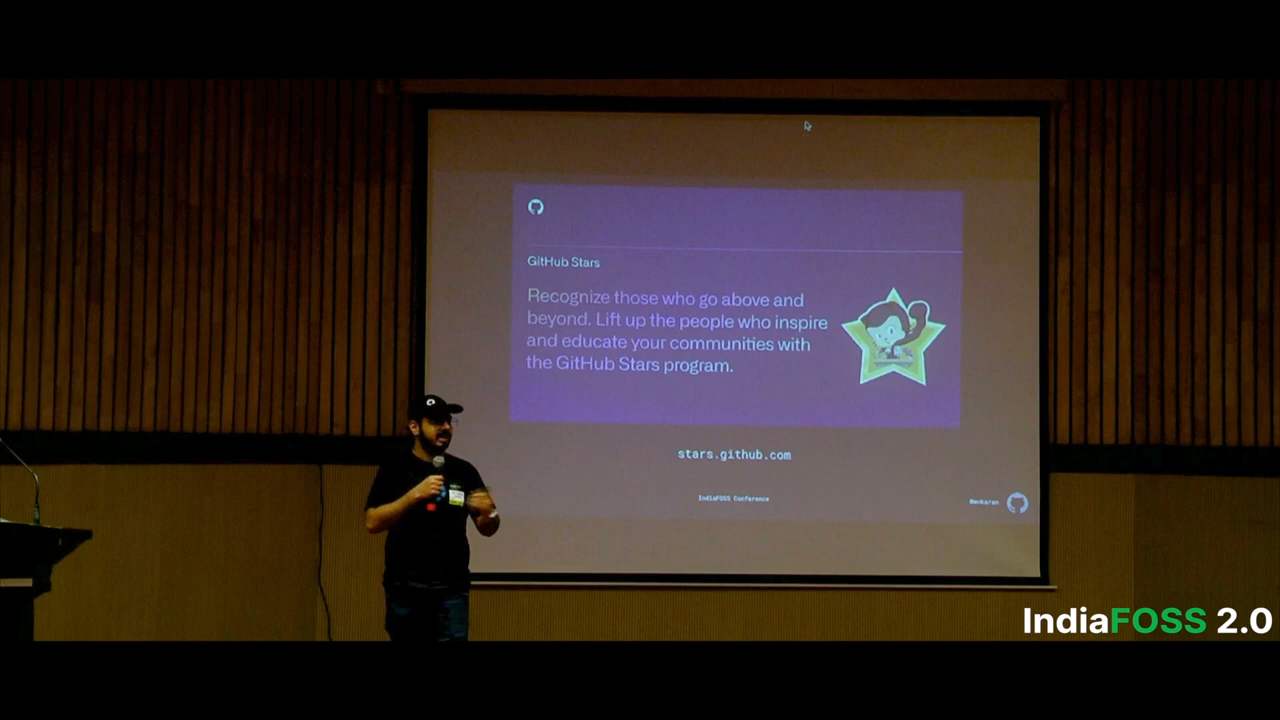 GitHub Stars
Recognize those who go above and
beyond. Lift up the people who inspire
and educate your communities with
the GitHub Stars program.
stars.github.com
IndiaFOSS Conference
IndiaFOSS 2.0